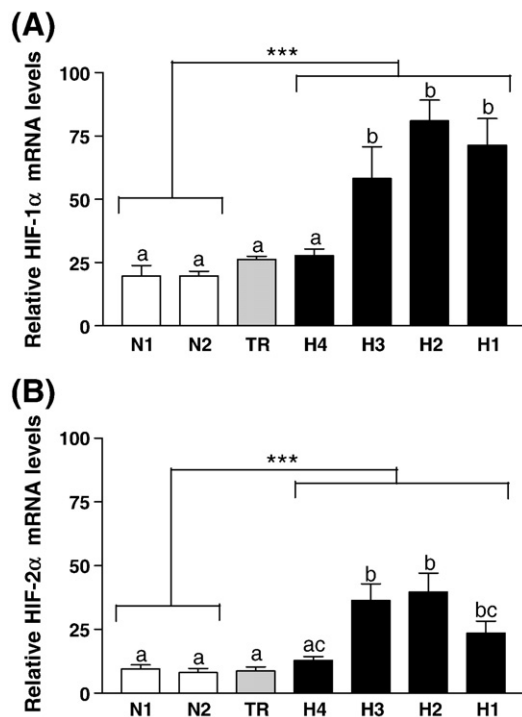 (A)
***
Relative HIF-1α mRNA levels
100
75
50
25
0
a
a
a
a
b
b
b
N1 N2 TR H4 H3 H2 H1
(B)
***
Relative HIF-2α mRNA levels
100
75
50
25
0
a
a
a
ac
b
b
bc
N1 N2 TR H4 H3 H2 H1